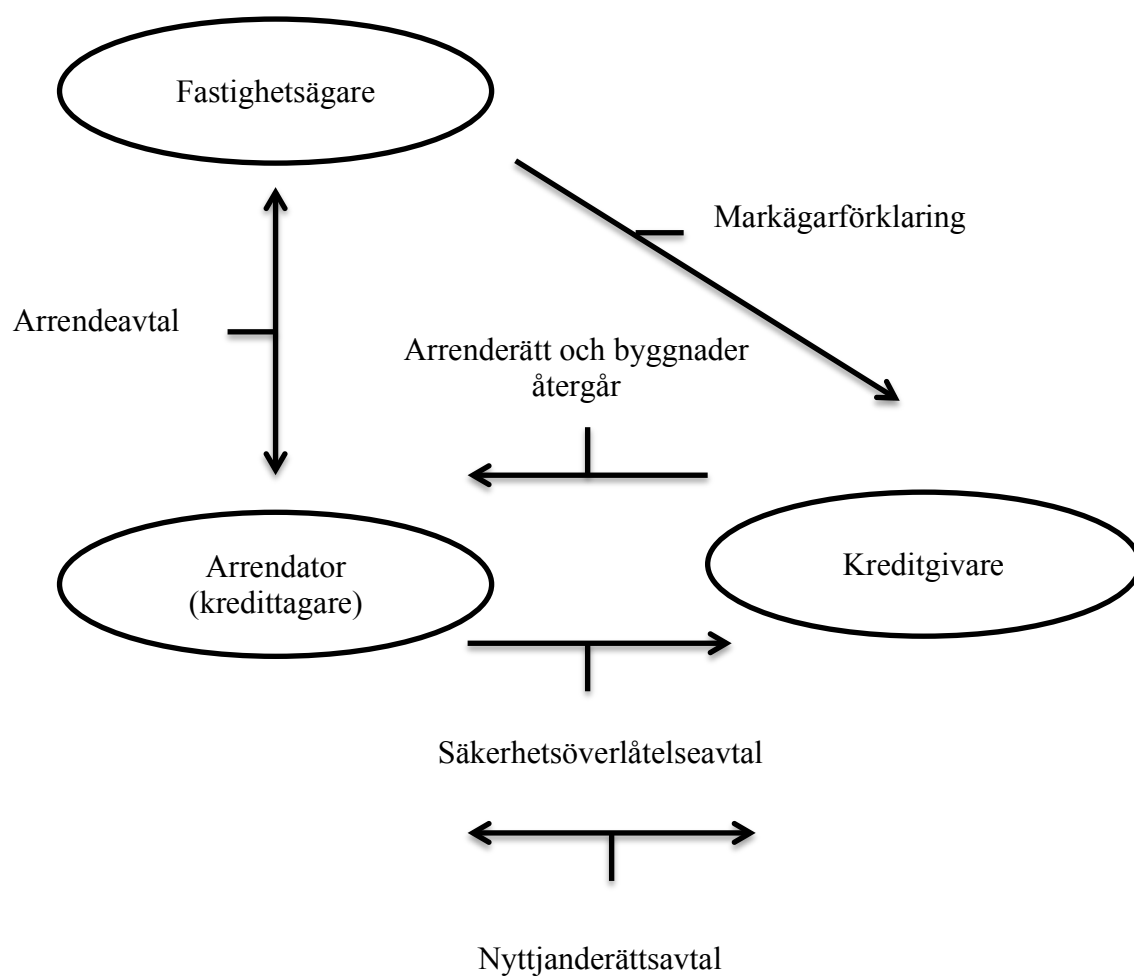 Fastighetsägare
Markägarförklaring
Arrendeavtal
Arrenderätt och byggnader
återgår
Arrendator
(kredittagare)
Kreditgivare
Säkerhetsöverlåtelseavtal
Nyttjanderättsavtal